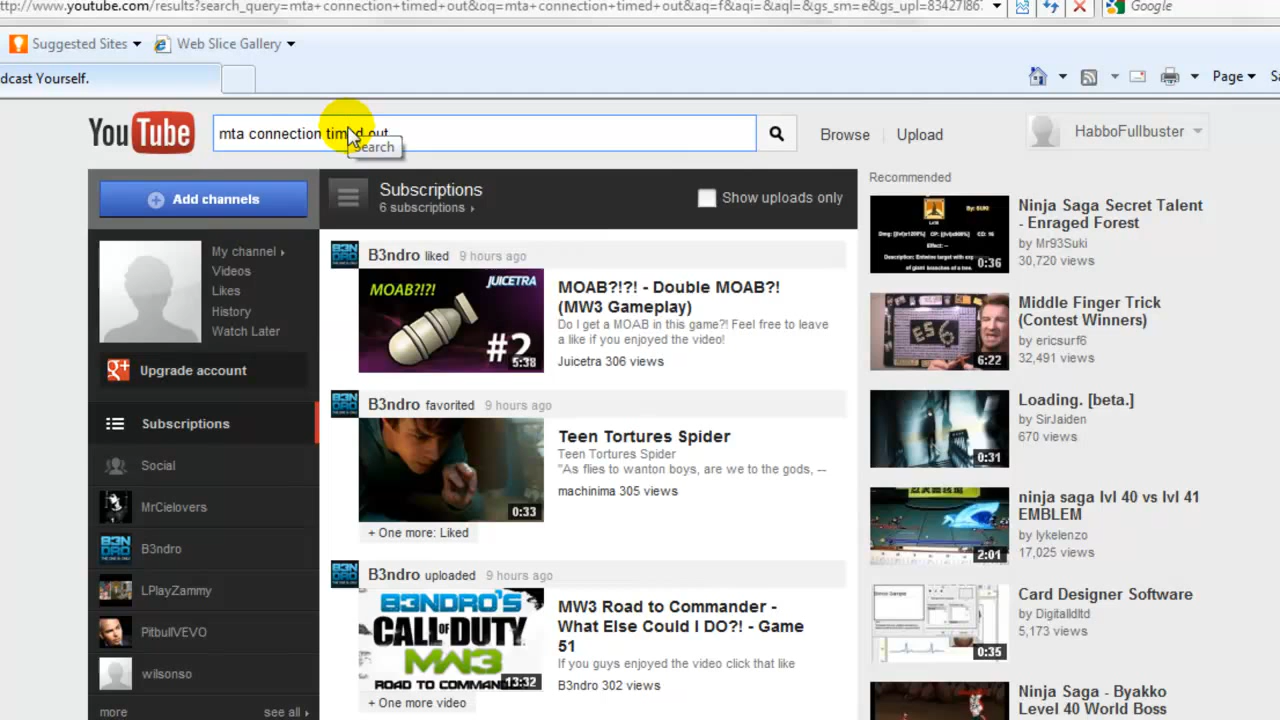 http://www.youtube.com/results?search_query=mta+connection+timed+out&oq=mta+connection+timed+out&aq=f&aqi=&aql=&gs_sm=e&gs_upl=83427l86
Google
Suggested Sites
Web Slice Gallery
dcast Yourself.
Page
YouTube
mta connection timed out
Search
Browse
Upload
HabboFullbuster
Add channels
My channel
Videos
Likes
History
Watch Later
Upgrade account
Subscriptions
Social
MrCielovers
B3ndro
LPlayZammy
PitbullVEVO
wilsonso
more
see all
Subscriptions
6 subscriptions
Show uploads only
B3ndro liked 9 hours ago
MOAB?!?!
JUICETRA
#2
5:38
MOAB?!?! - Double MOAB?!
(MW3 Gameplay)
Do I get a MOAB in this game?! Feel free to leave
a like if you enjoyed the video!
Juicetra 306 views
B3ndro favorited 9 hours ago
0:33
Teen Tortures Spider
Teen Tortures Spider
"As flies to wanton boys, are we to the gods, --
machinima 305 views
+ One more: Liked
B3ndro uploaded 9 hours ago
B3NDRO'S
CALL OF DUTY
MW3
ROAD TO COMMAN
13:32
MW3 Road to Commander -
What Else Could I DO?! - Game
51
If you guys enjoyed the video click that like
B3ndro 302 views
+ One more video
Recommended
0:36
Ninja Saga Secret Talent
- Enraged Forest
by Mr93Suki
30,720 views
6:22
Middle Finger Trick
(Contest Winners)
by ericsurf6
32,491 views
0:31
Loading. [beta.]
by SirJaiden
670 views
2:01
ninja saga lvl 40 vs lvl 41
EMBLEM
by lykelenzo
17,025 views
0:35
Card Designer Software
by Digitalldltd
5,173 views
Ninja Saga - Byakko
Level 40 World Boss